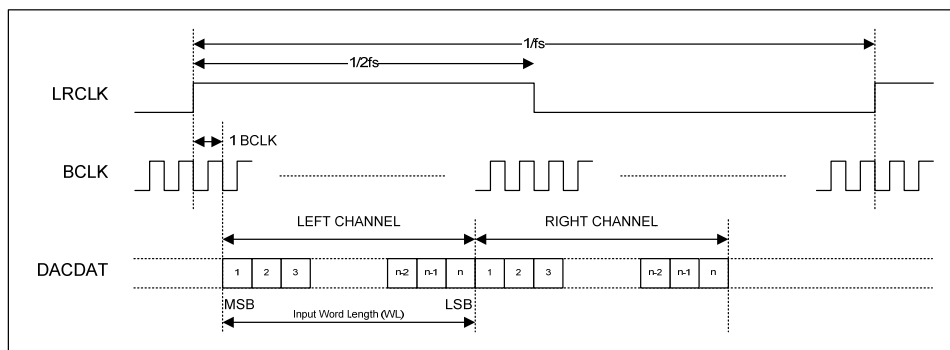 1/fs
1/2fs
LRCLK
1 BCLK
BCLK
LEFT CHANNEL RIGHT CHANNEL
DACDAT 1 2 3 n-2 n-1 n 1 2 3 n-2 n-1 n
MSB LSB
Input Word Length (WL)